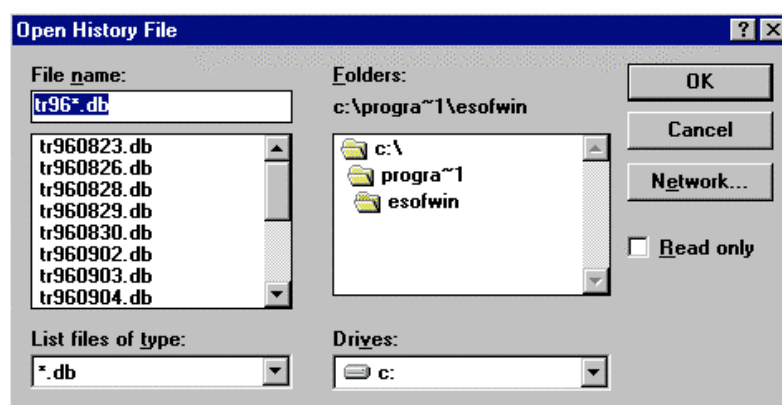 Open History File
File name:
tr96*.db
tr960823.db
tr960826.db
tr960828.db
tr960829.db
tr960830.db
tr960902.db
tr960903.db
tr960904.db
List files of type:
*.db
Folders:
c:\progra~1\esofwin
c:\
progra~1
esofwin
Drives:
c:
OK
Cancel
Network...
Read only